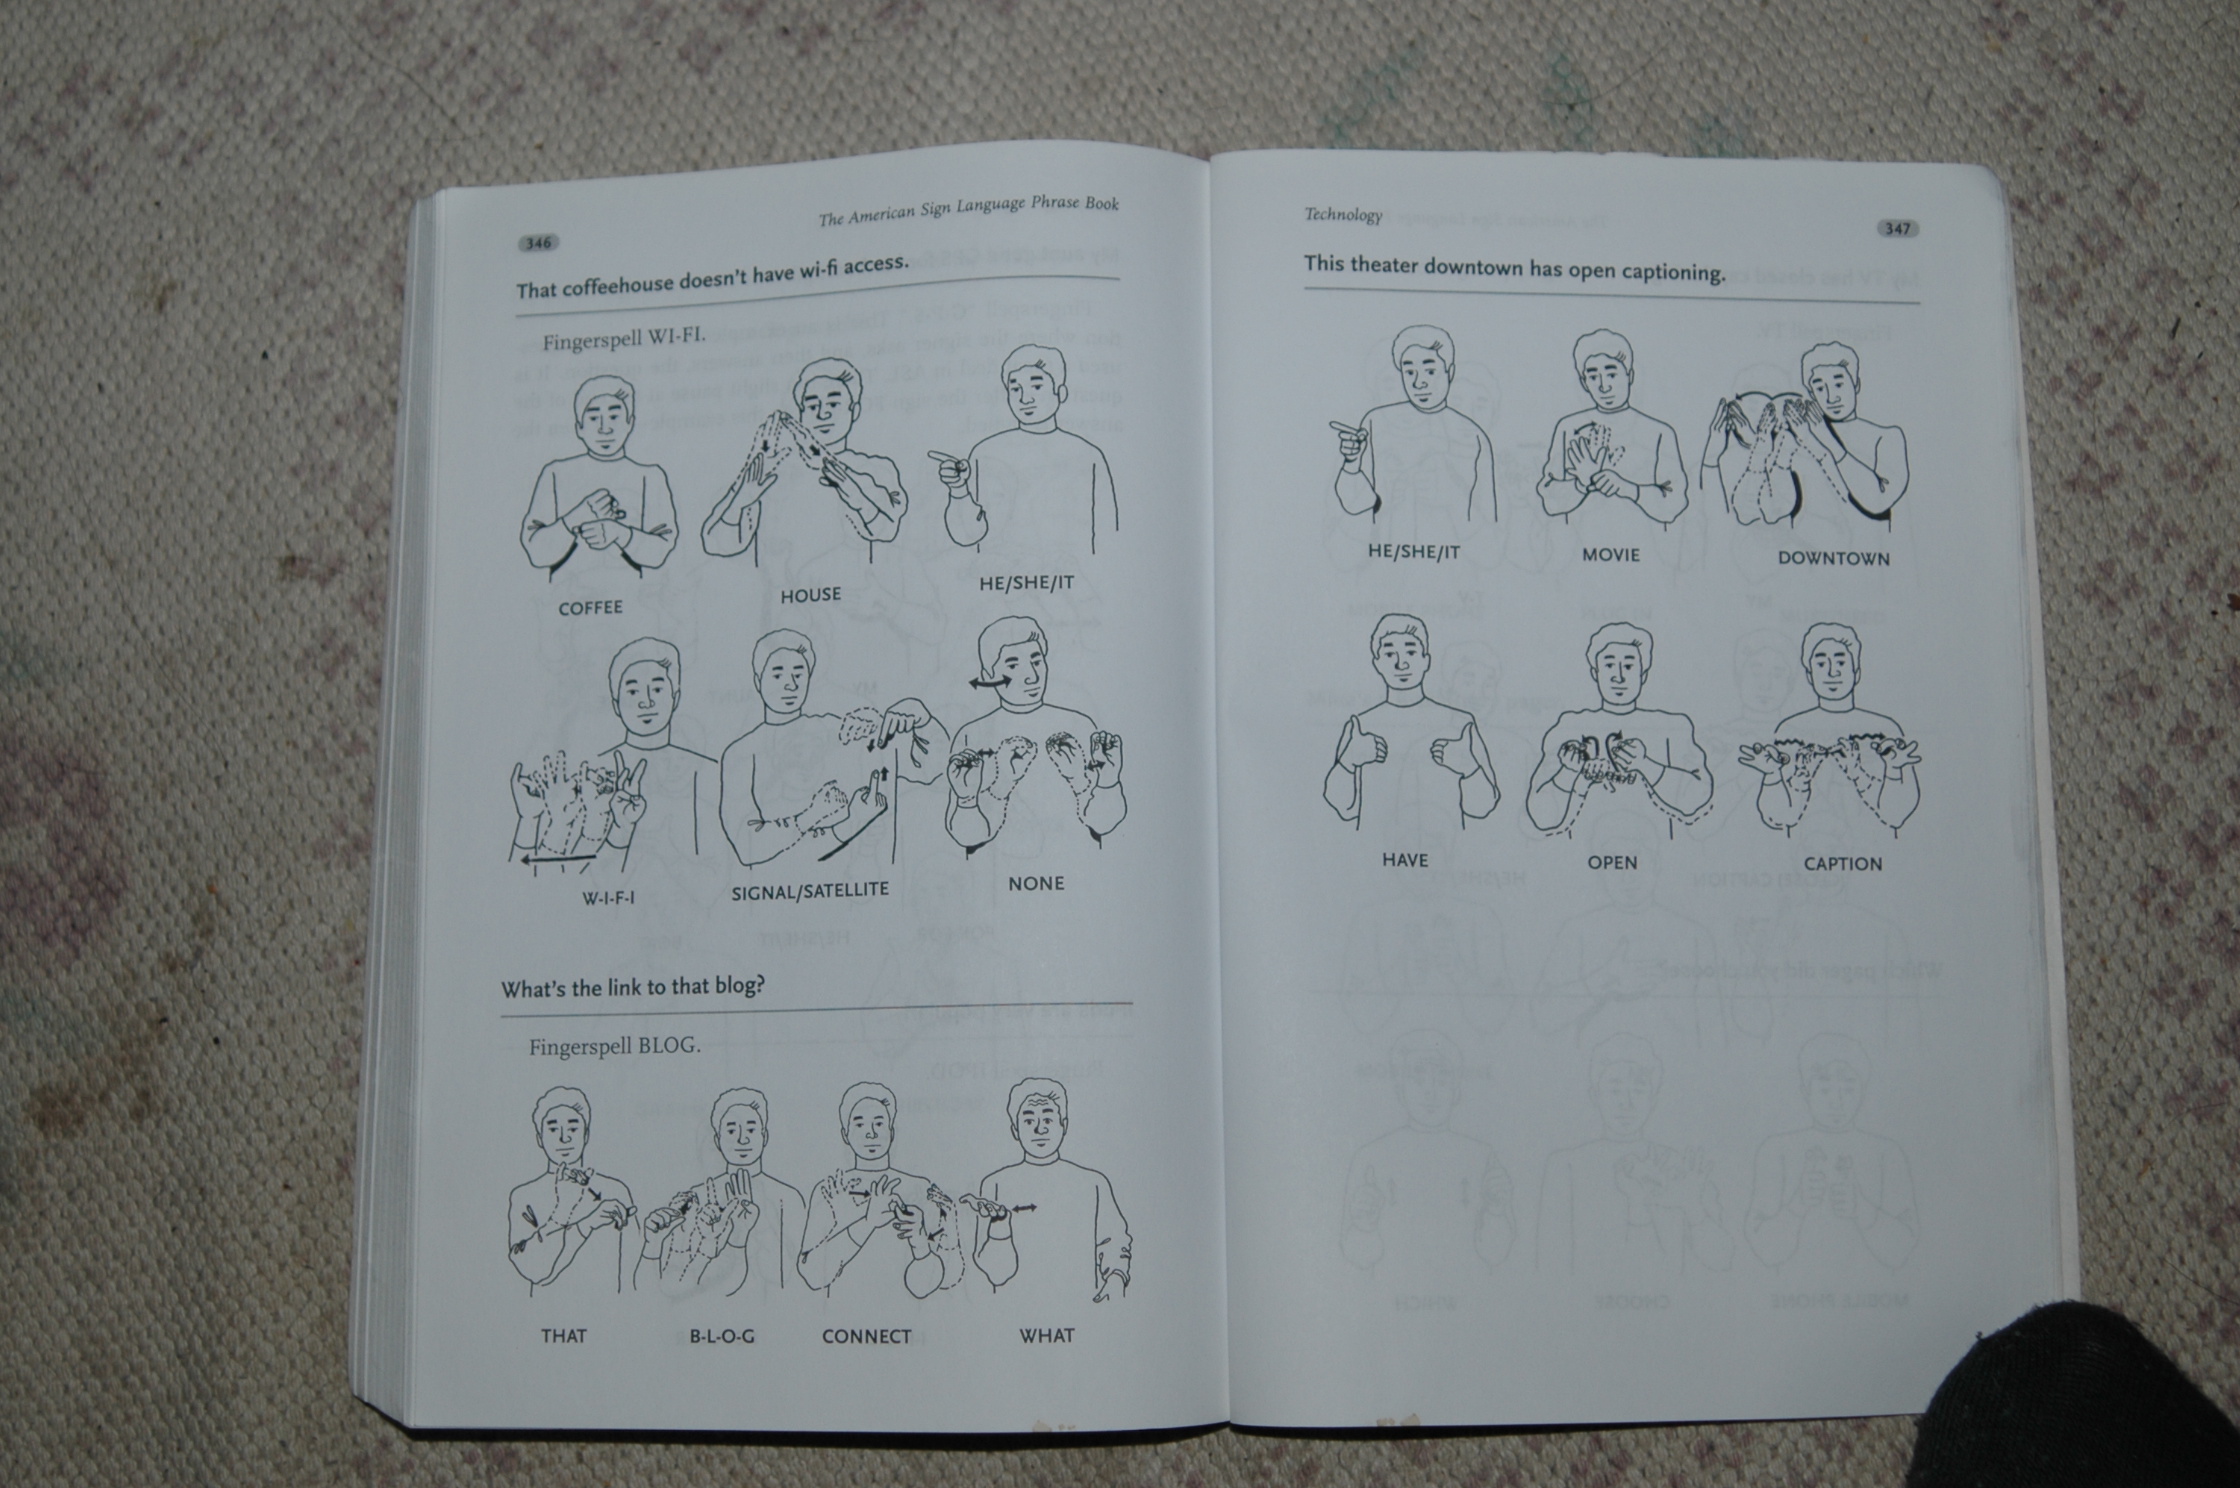 The American Sign Language Phrase Book
346
That coffeehouse doesn't have wi-fi access.
Fingerspell WI-FI.
COFFEE HOUSE HE/SHE/IT
W-I-F-I SIGNAL/SATELLITE NONE
What's the link to that blog?
Fingerspell BLOG.
THAT B-L-O-G CONNECT WHAT
Technology 347
This theater downtown has open captioning.
HE/SHE/IT MOVIE DOWNTOWN
HAVE OPEN CAPTION